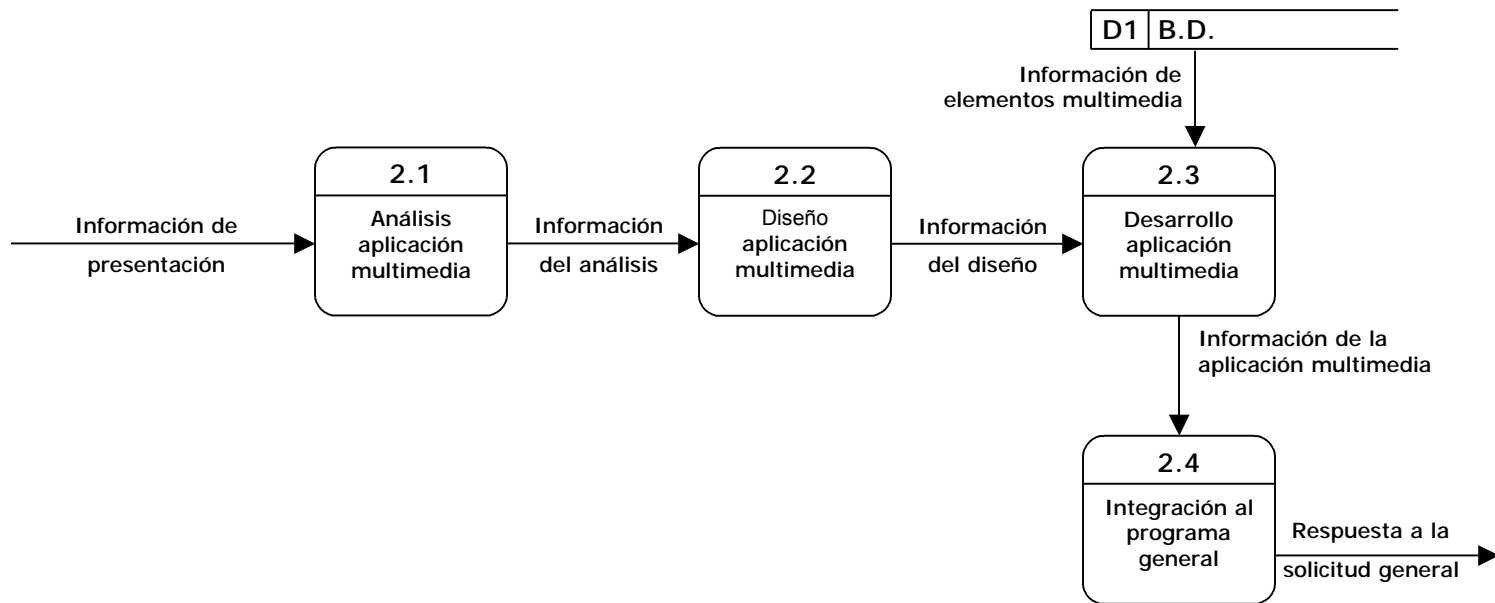 D1 B.D.
Información de
elementos multimedia
2.1
2.2
2.3
Información de
presentación
Análisis
aplicación
multimedia
Información
del análisis
Diseño
aplicación
multimedia
Información
del diseño
Desarrollo
aplicación
multimedia
Información de la
aplicación multimedia
2.4
Integración al
programa
general
Respuesta a la
solicitud general